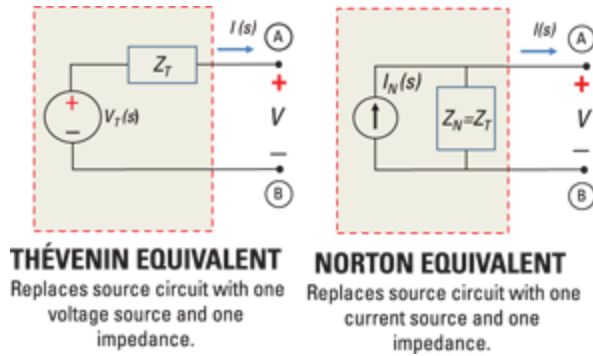 I(s)
A
Z_T
+
+
V_T(s)
V
−
−
B
THÉVENIN EQUIVALENT
Replaces source circuit with one
voltage source and one
impedance.
I(s)
A
I_N(s)
+
Z_N=Z_T
V
−
B
NORTON EQUIVALENT
Replaces source circuit with one
current source and one
impedance.